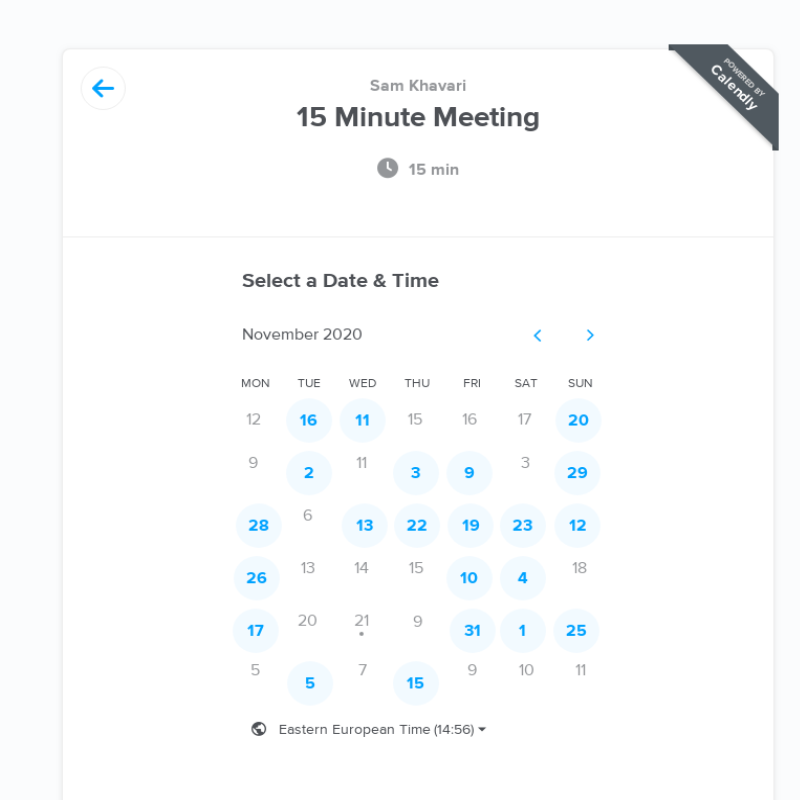 POWERED BY
Calendly
Sam Khavari
15 Minute Meeting
15 min
Select a Date & Time
November 2020
MON TUE WED THU FRI SAT SUN
12 16 11 15 16 17 20
9 2 11 3 9 3 29
28 6 13 22 19 23 12
26 13 14 15 10 4 18
17 20 21 9 31 1 25
5 5 7 15 9 10 11
Eastern European Time (14:56)